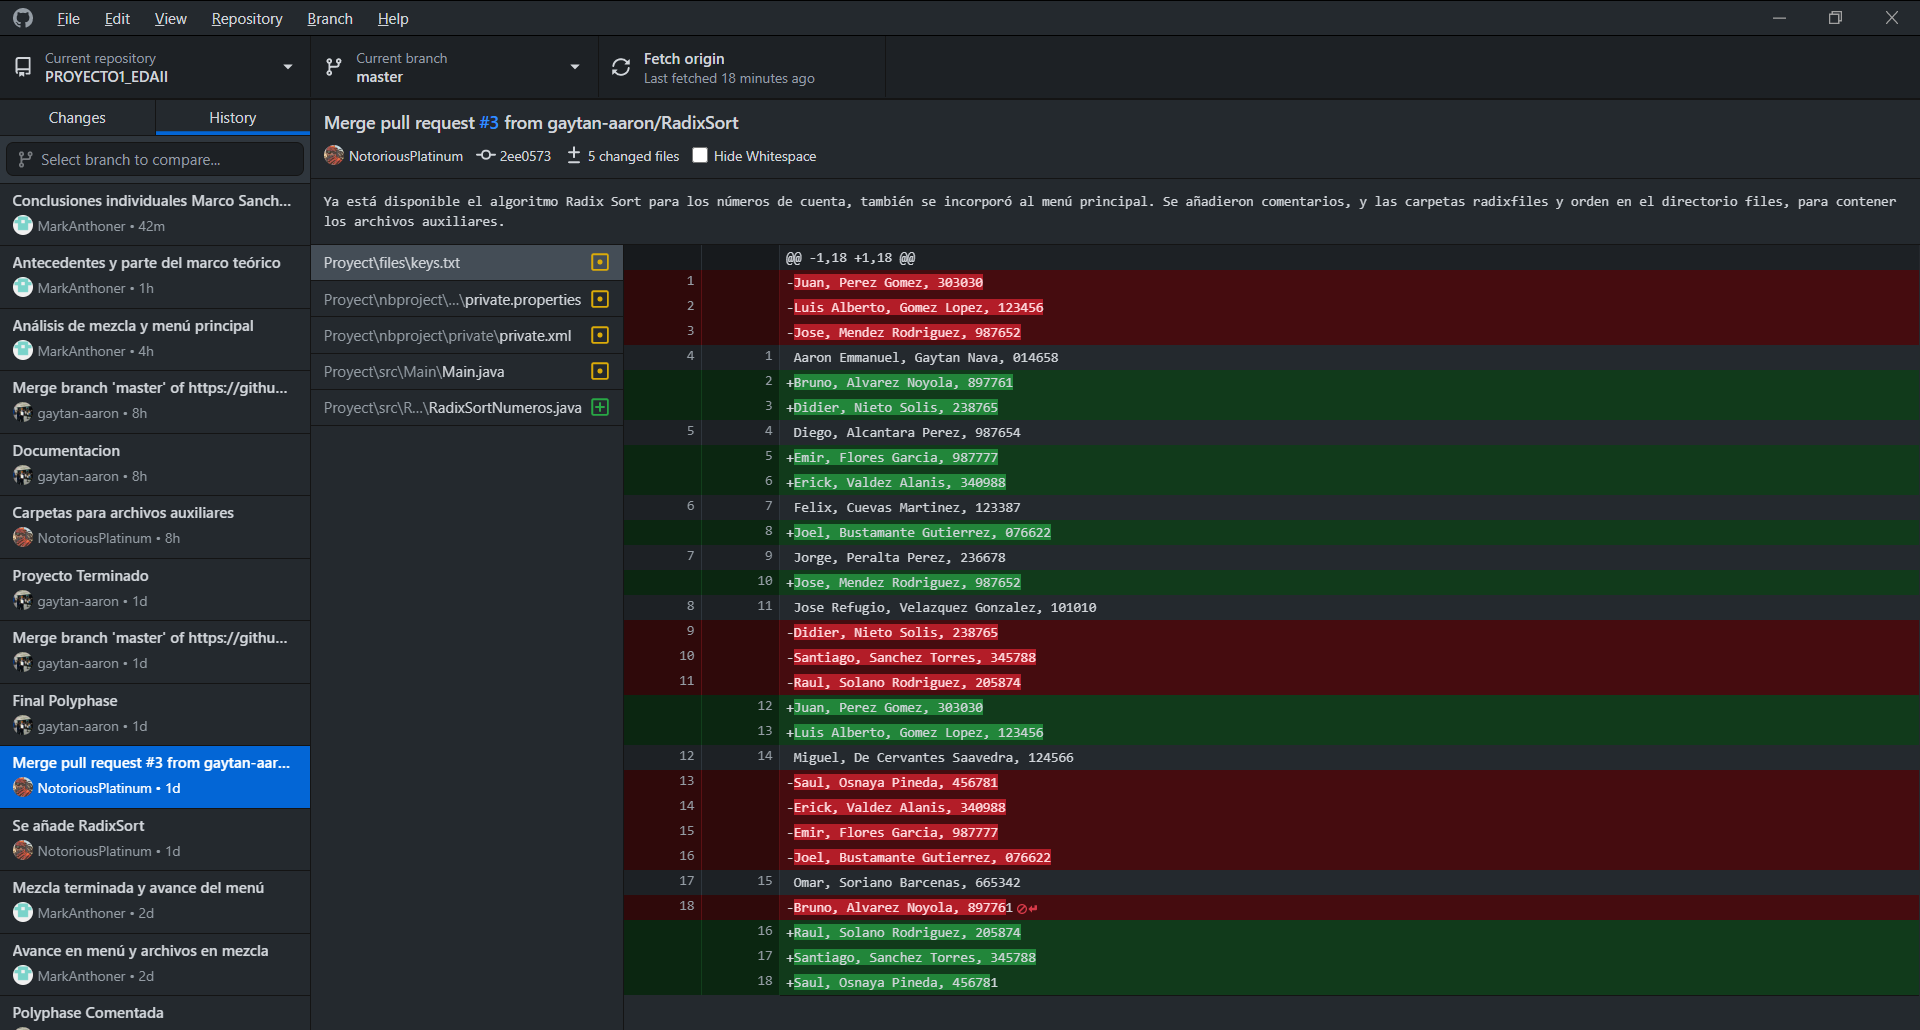 File Edit View Repository Branch Help
Current repository
PROYECTO1_EDAII
Current branch
master
Fetch origin
Last fetched 18 minutes ago
Changes
History
Select branch to compare...
Conclusiones individuales Marco Sanch...
MarkAnthoner • 42m
Antecedentes y parte del marco teórico
MarkAnthoner • 1h
Análisis de mezcla y menú principal
MarkAnthoner • 4h
Merge branch 'master' of https://githu...
gaytan-aaron • 8h
Documentacion
gaytan-aaron • 8h
Carpetas para archivos auxiliares
NotoriousPlatinum • 8h
Proyecto Terminado
gaytan-aaron • 1d
Merge branch 'master' of https://githu...
gaytan-aaron • 1d
Final Polyphase
gaytan-aaron • 1d
Merge pull request #3 from gaytan-aar...
NotoriousPlatinum • 1d
Se añade RadixSort
NotoriousPlatinum • 1d
Mezcla terminada y avance del menú
MarkAnthoner • 2d
Avance en menú y archivos en mezcla
MarkAnthoner • 2d
Polyphase Comentada
Merge pull request #3 from gaytan-aaron/RadixSort
NotoriousPlatinum 2ee0573 5 changed files Hide Whitespace
Ya está disponible el algoritmo Radix Sort para los números de cuenta, también se incorporó al menú principal. Se añadieron comentarios, y las carpetas radixfiles y orden en el directorio files, para contener
los archivos auxiliares.
Proyect\files\keys.txt
Proyect\nbproject\...\private.properties
Proyect\nbproject\private\private.xml
Proyect\src\Main\Main.java
Proyect\src\R...\RadixSortNumeros.java
@@ -1,18 +1,18 @@
1 -Juan, Perez Gomez, 303030
2 -Luis Alberto, Gomez Lopez, 123456
3 -Jose, Mendez Rodriguez, 987652
4 1 Aaron Emmanuel, Gaytan Nava, 014658
2 +Bruno, Alvarez Noyola, 897761
3 +Didier, Nieto Solis, 238765
5 4 Diego, Alcantara Perez, 987654
5 +Emir, Flores Garcia, 987777
6 +Erick, Valdez Alanis, 340988
6 7 Felix, Cuevas Martinez, 123387
8 +Joel, Bustamante Gutierrez, 076622
7 9 Jorge, Peralta Perez, 236678
10 +Jose, Mendez Rodriguez, 987652
8 11 Jose Refugio, Velazquez Gonzalez, 101010
9 -Didier, Nieto Solis, 238765
10 -Santiago, Sanchez Torres, 345788
11 -Raul, Solano Rodriguez, 205874
12 +Juan, Perez Gomez, 303030
13 +Luis Alberto, Gomez Lopez, 123456
12 14 Miguel, De Cervantes Saavedra, 124566
13 -Saul, Osnaya Pineda, 456781
14 -Erick, Valdez Alanis, 340988
15 -Emir, Flores Garcia, 987777
16 -Joel, Bustamante Gutierrez, 076622
17 15 Omar, Soriano Barcenas, 665342
18 -Bruno, Alvarez Noyola, 897761
16 +Raul, Solano Rodriguez, 205874
17 +Santiago, Sanchez Torres, 345788
18 +Saul, Osnaya Pineda, 456781